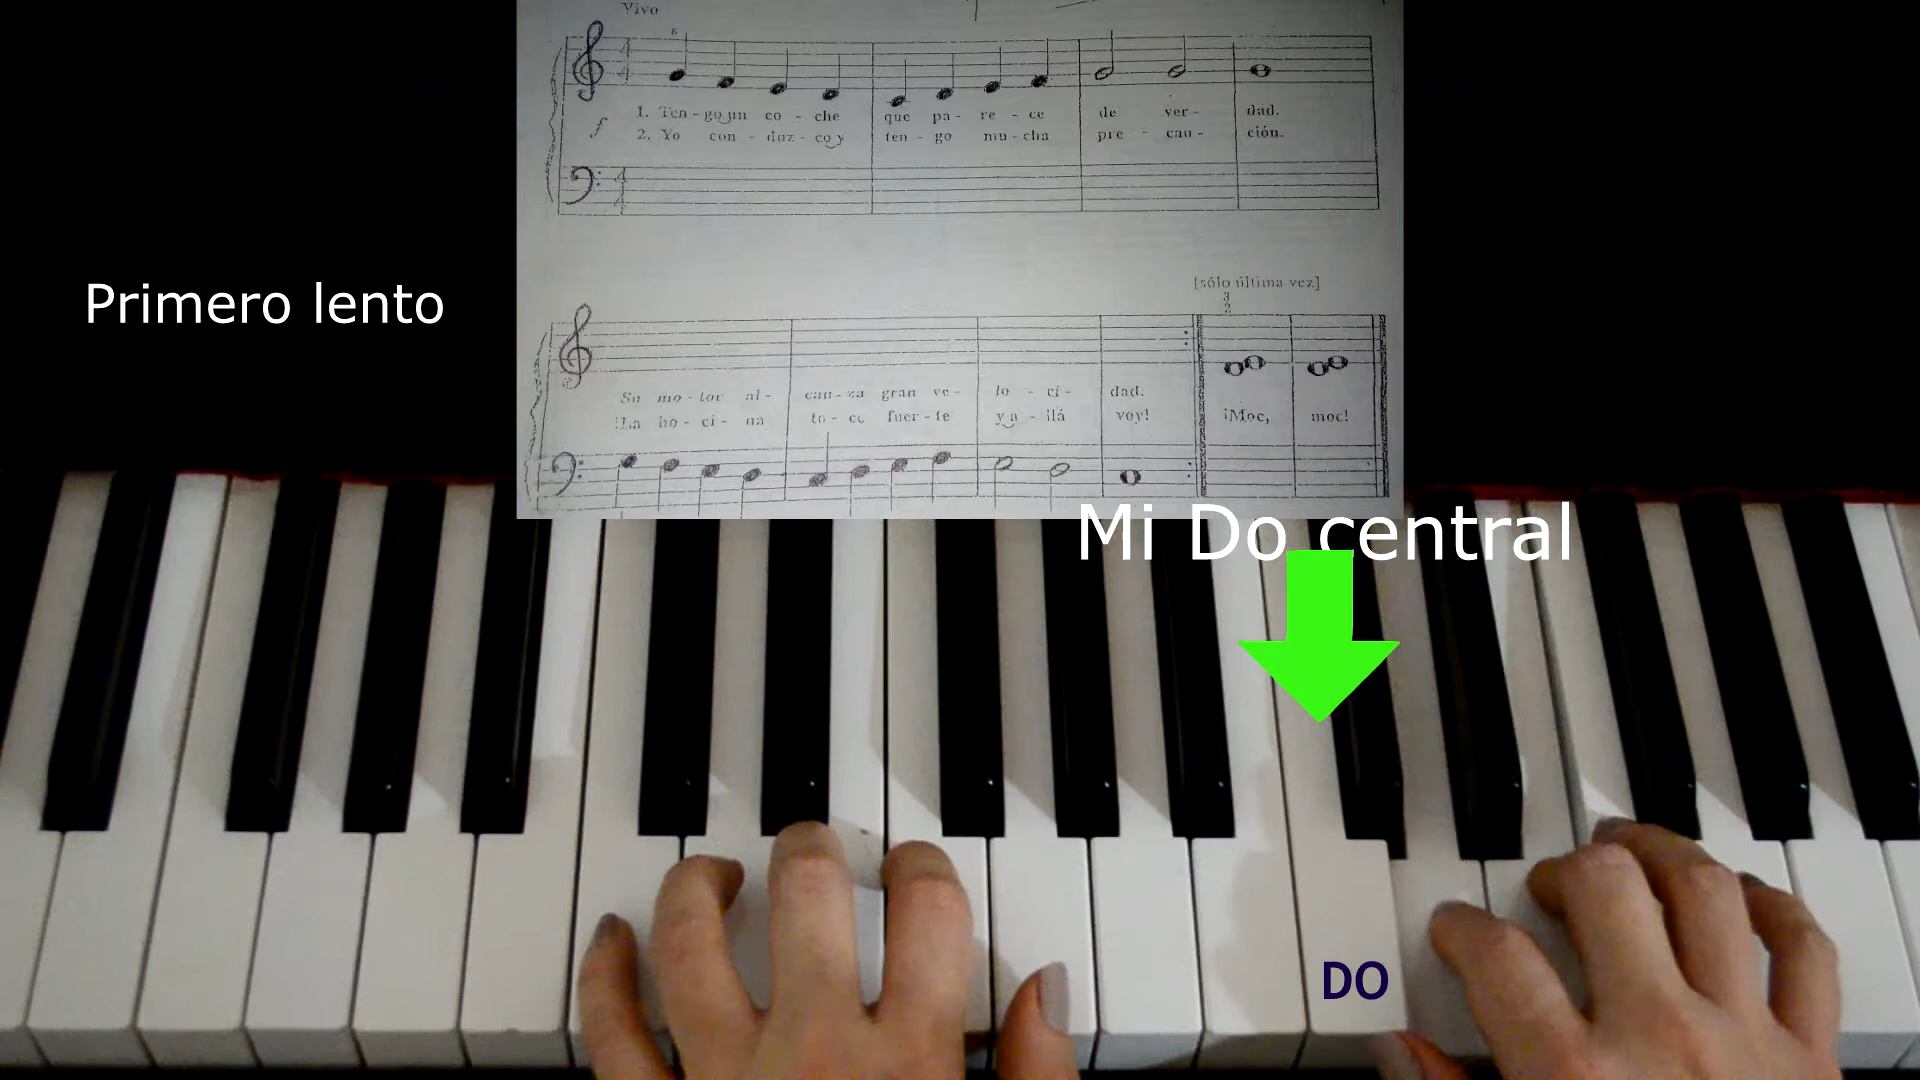 Vivo
1. Ten - go un co - che que pa - re - ce de ver - dad.
f
2. Yo con - duz - co y ten - go mu - cha pre - cau - ción.
Primero lento
[sólo última vez]
3
2
Su mo - tor al - can - za gran ve - lo - ci - dad.
¡La bo - ci - na to - co fuer - te y a - llá voy! ¡Moc, moc!
Mi Do central
DO